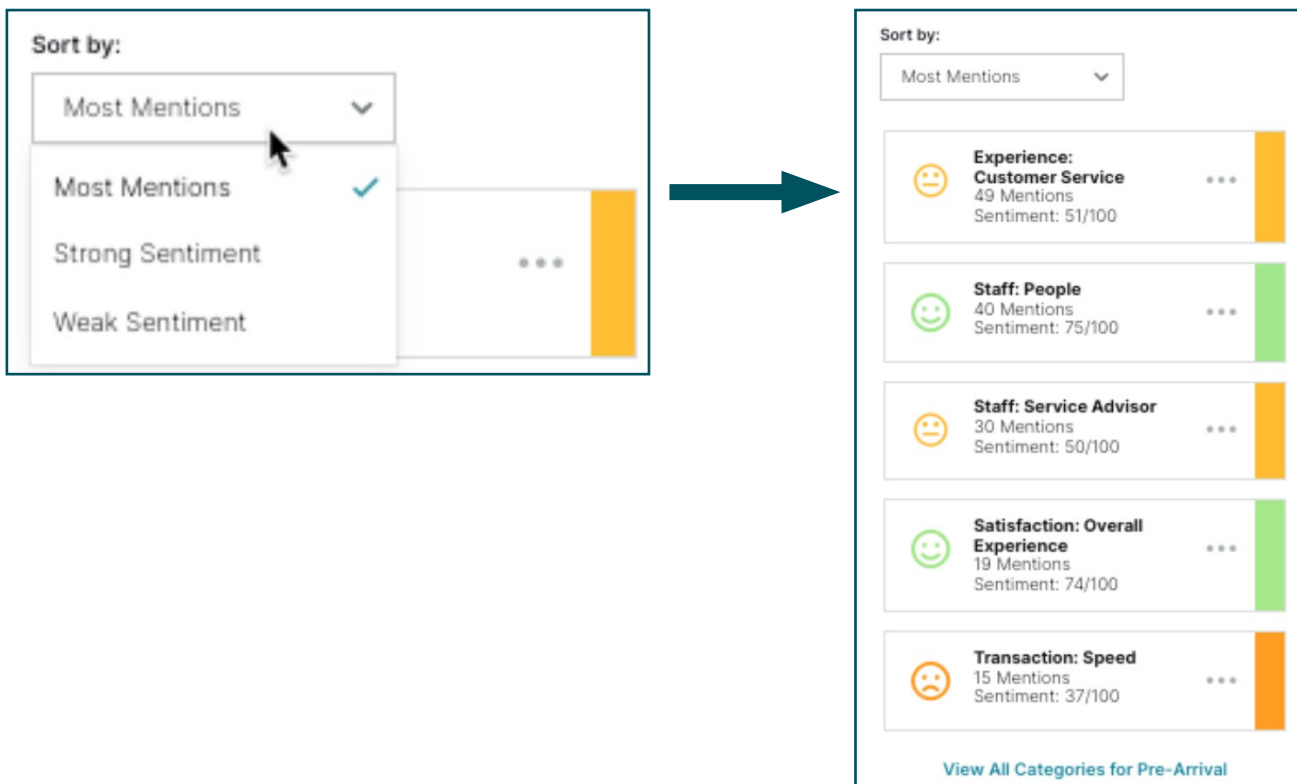 Sort by:
Most Mentions
Most Mentions
Strong Sentiment
Weak Sentiment
Sort by:
Most Mentions
Experience:
Customer Service
49 Mentions
Sentiment: 51/100
Staff: People
40 Mentions
Sentiment: 75/100
Staff: Service Advisor
30 Mentions
Sentiment: 50/100
Satisfaction: Overall
Experience
19 Mentions
Sentiment: 74/100
Transaction: Speed
15 Mentions
Sentiment: 37/100
View All Categories for Pre-Arrival